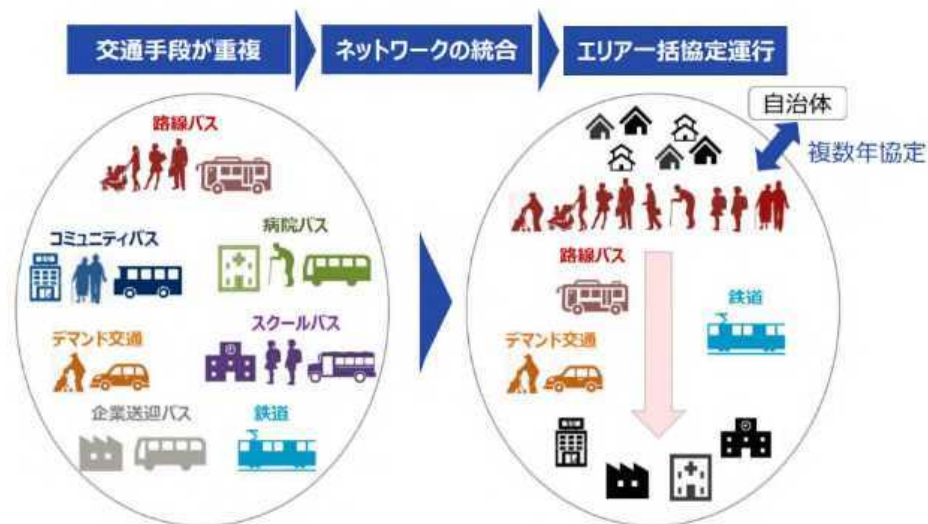 交通手段が重複
ネットワークの統合
エリア一括協定運行
自治体
複数年協定
路線バス
コミュニティバス
病院バス
デマンド交通
スクールバス
企業送迎バス
鉄道
路線バス
鉄道
デマンド交通